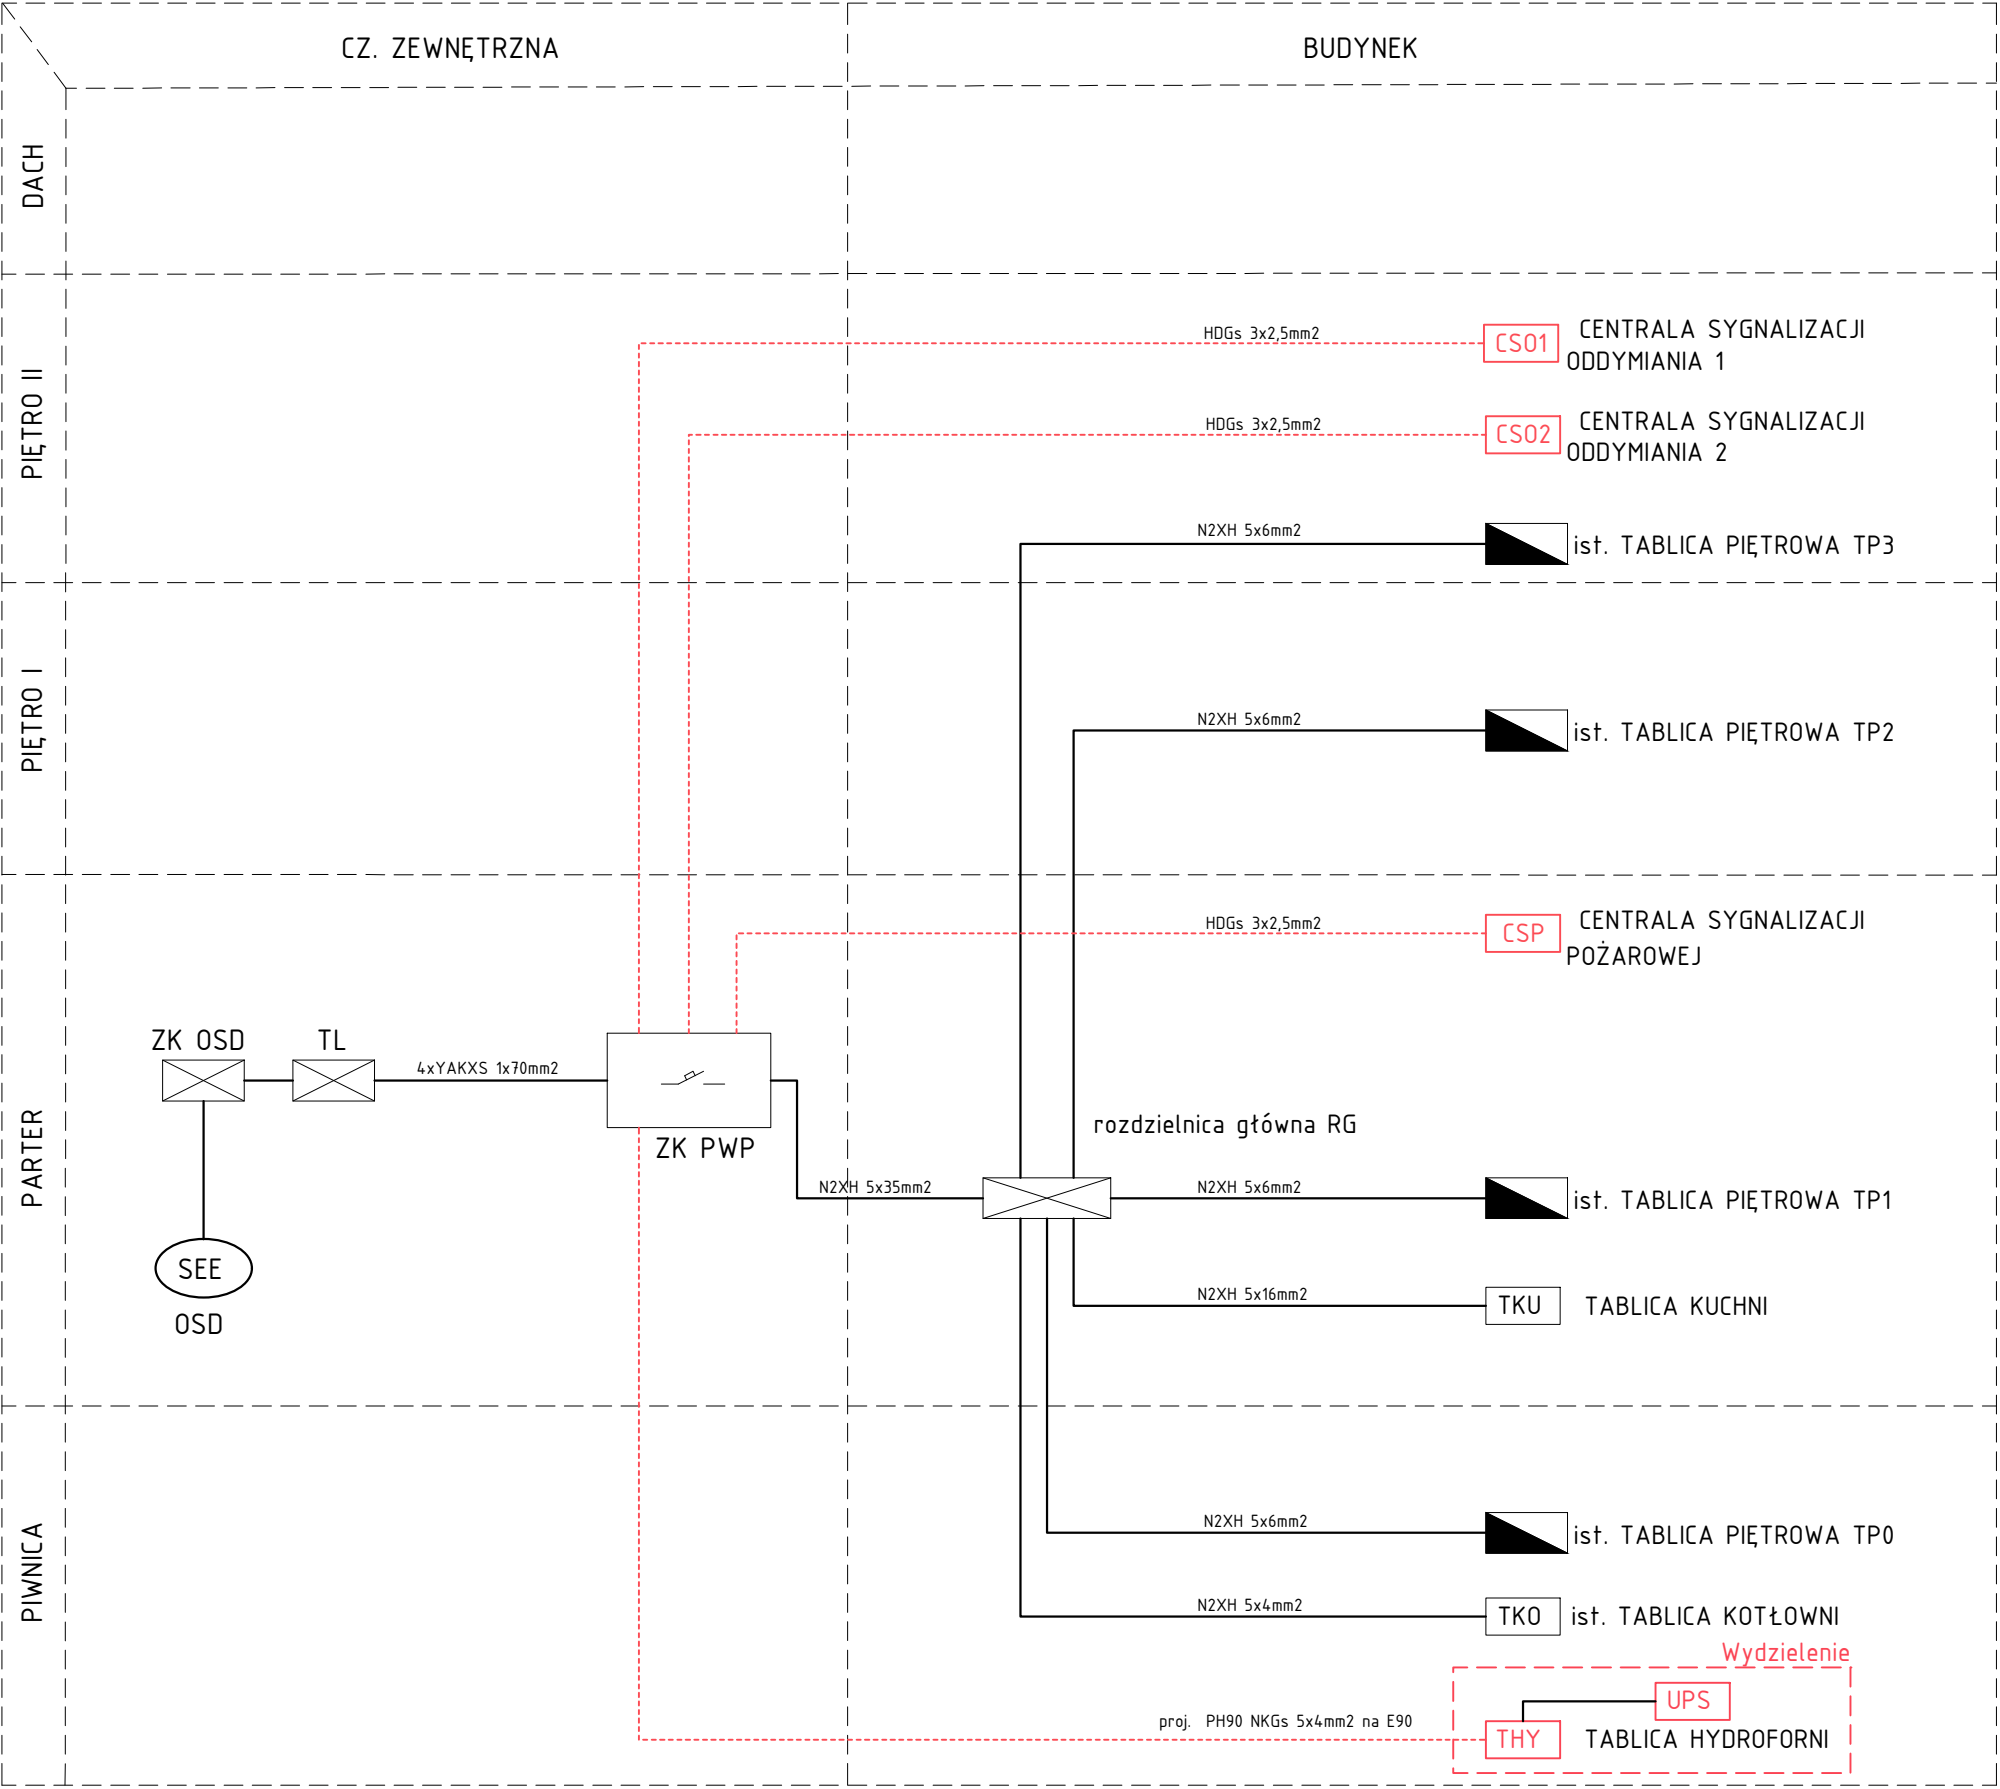 CZ. ZEWNĘTRZNA
BUDYNEK
DACH
PIĘTRO II
HDGs 3x2,5mm2
CSO1
CENTRALA SYGNALIZACJI
ODDYMIANIA 1
HDGs 3x2,5mm2
CSO2
CENTRALA SYGNALIZACJI
ODDYMIANIA 2
N2XH 5x6mm2
ist. TABLICA PIĘTROWA TP3
PIĘTRO I
N2XH 5x6mm2
ist. TABLICA PIĘTROWA TP2
PARTER
HDGs 3x2,5mm2
CSP
CENTRALA SYGNALIZACJI
POŻAROWEJ
ZK OSD
TL
4xYAKXS 1x70mm2
ZK PWP
rozdzielnica główna RG
N2XH 5x35mm2
N2XH 5x6mm2
ist. TABLICA PIĘTROWA TP1
SEE
OSD
N2XH 5x16mm2
TKU
TABLICA KUCHNI
PIWNICA
N2XH 5x6mm2
ist. TABLICA PIĘTROWA TP0
N2XH 5x4mm2
TKO
ist. TABLICA KOTŁOWNI
Wydzielenie
UPS
proj. PH90 NKGs 5x4mm2 na E90
THY
TABLICA HYDROFORNI